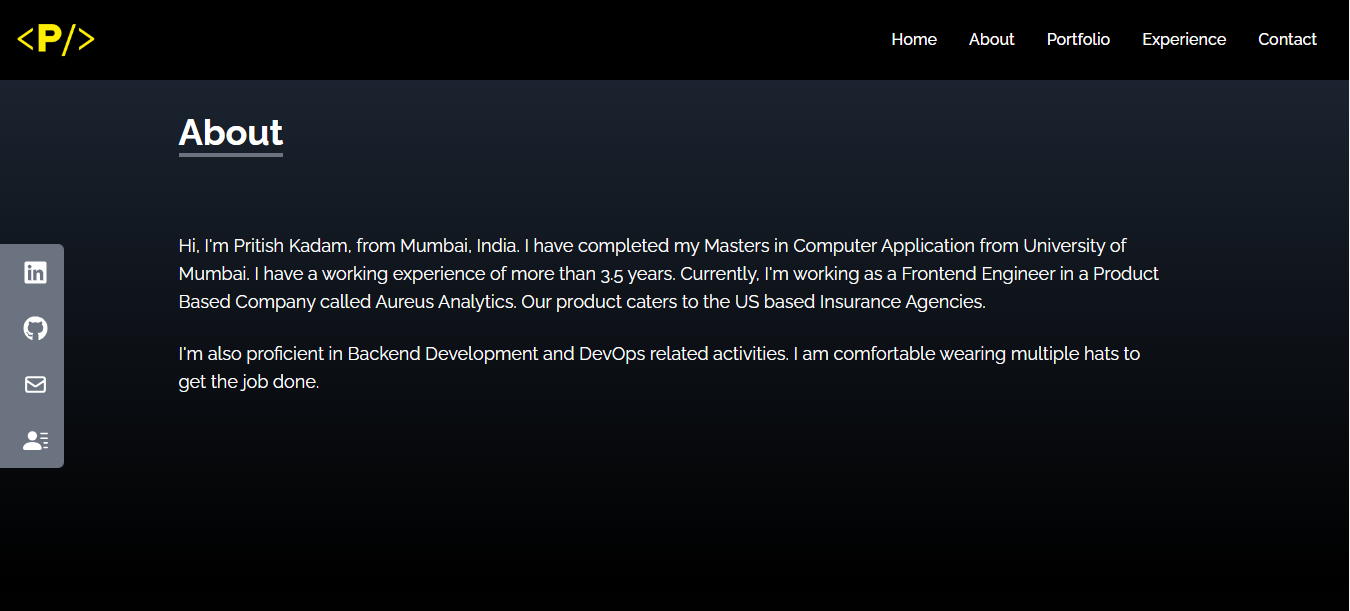 <P/>
Home About Portfolio Experience Contact
About
Hi, I'm Pritish Kadam, from Mumbai, India. I have completed my Masters in Computer Application from University of
Mumbai. I have a working experience of more than 3.5 years. Currently, I'm working as a Frontend Engineer in a Product
Based Company called Aureus Analytics. Our product caters to the US based Insurance Agencies.
I'm also proficient in Backend Development and DevOps related activities. I am comfortable wearing multiple hats to
get the job done.
in